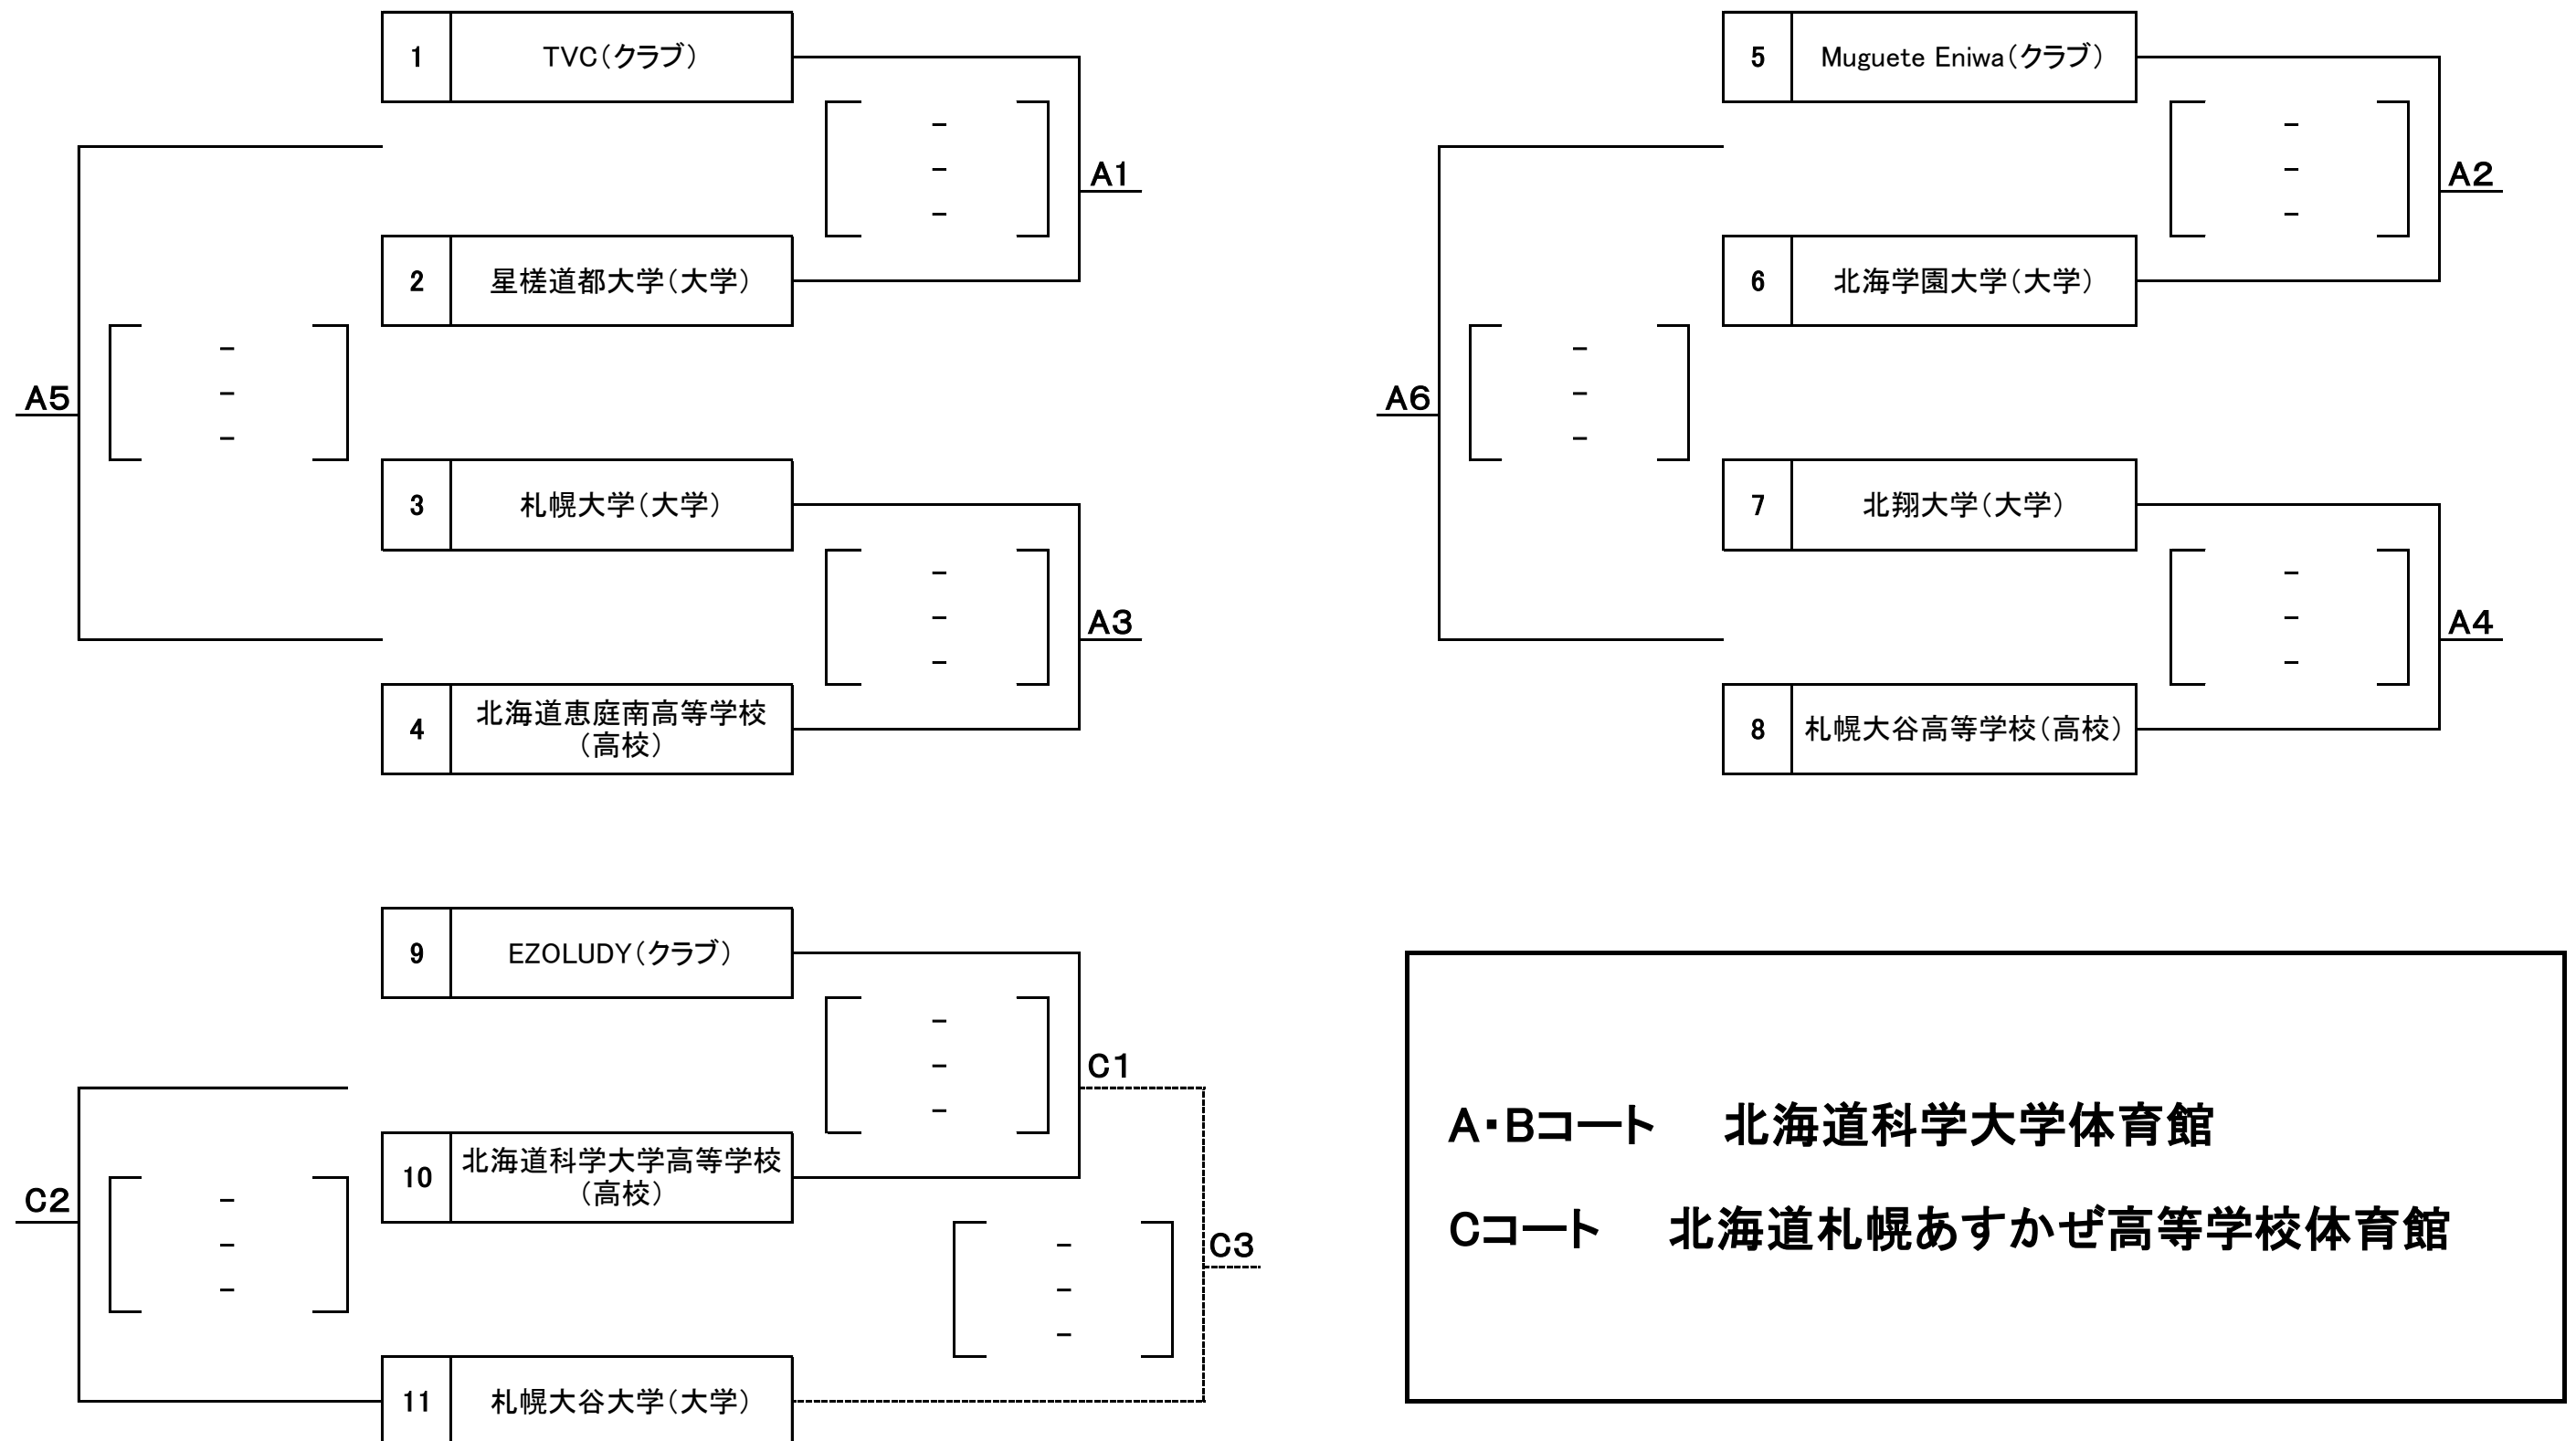 1 TVC（クラブ）
-
-
-
A1
2 星槎道都大学（大学）
-
-
-
A5
3 札幌大学（大学）
-
-
-
A3
4 北海道恵庭南高等学校
（高校）
5 Muguete Eniwa（クラブ）
-
-
-
A2
6 北海学園大学（大学）
-
-
-
A6
7 北翔大学（大学）
-
-
-
A4
8 札幌大谷高等学校（高校）
9 EZOLUDY（クラブ）
-
-
-
C1
10 北海道科学大学高等学校
（高校）
-
-
-
C2
-
-
-
C3
11 札幌大谷大学（大学）
A・Bコート 北海道科学大学体育館
Cコート 北海道札幌あすかぜ高等学校体育館